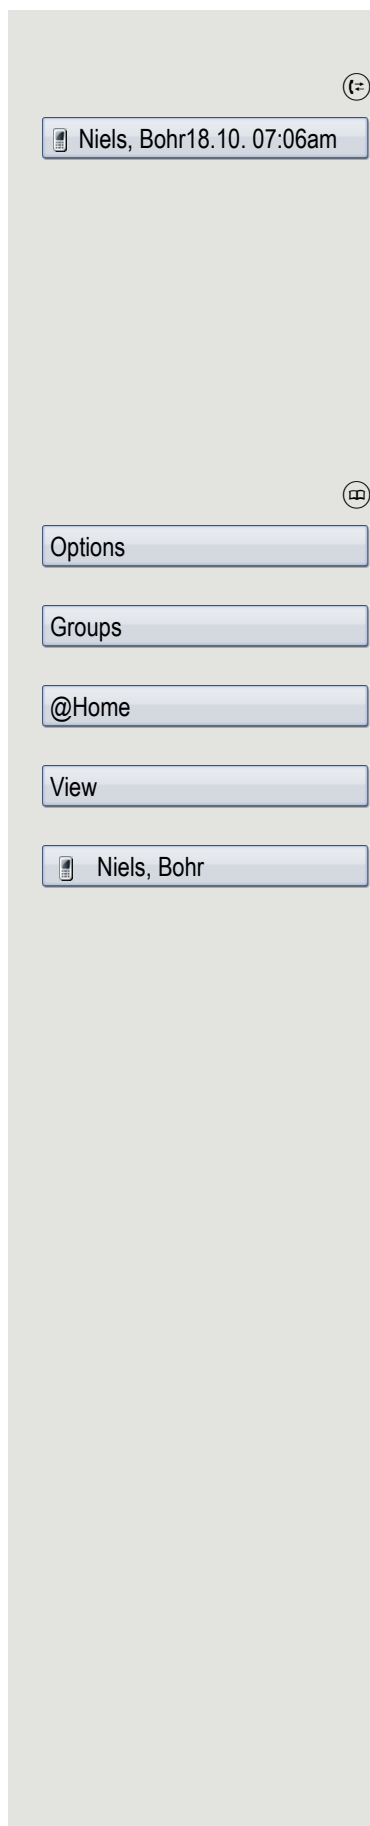 Niels, Bohr18.10. 07:06am
Options
Groups
@Home
View
Niels, Bohr